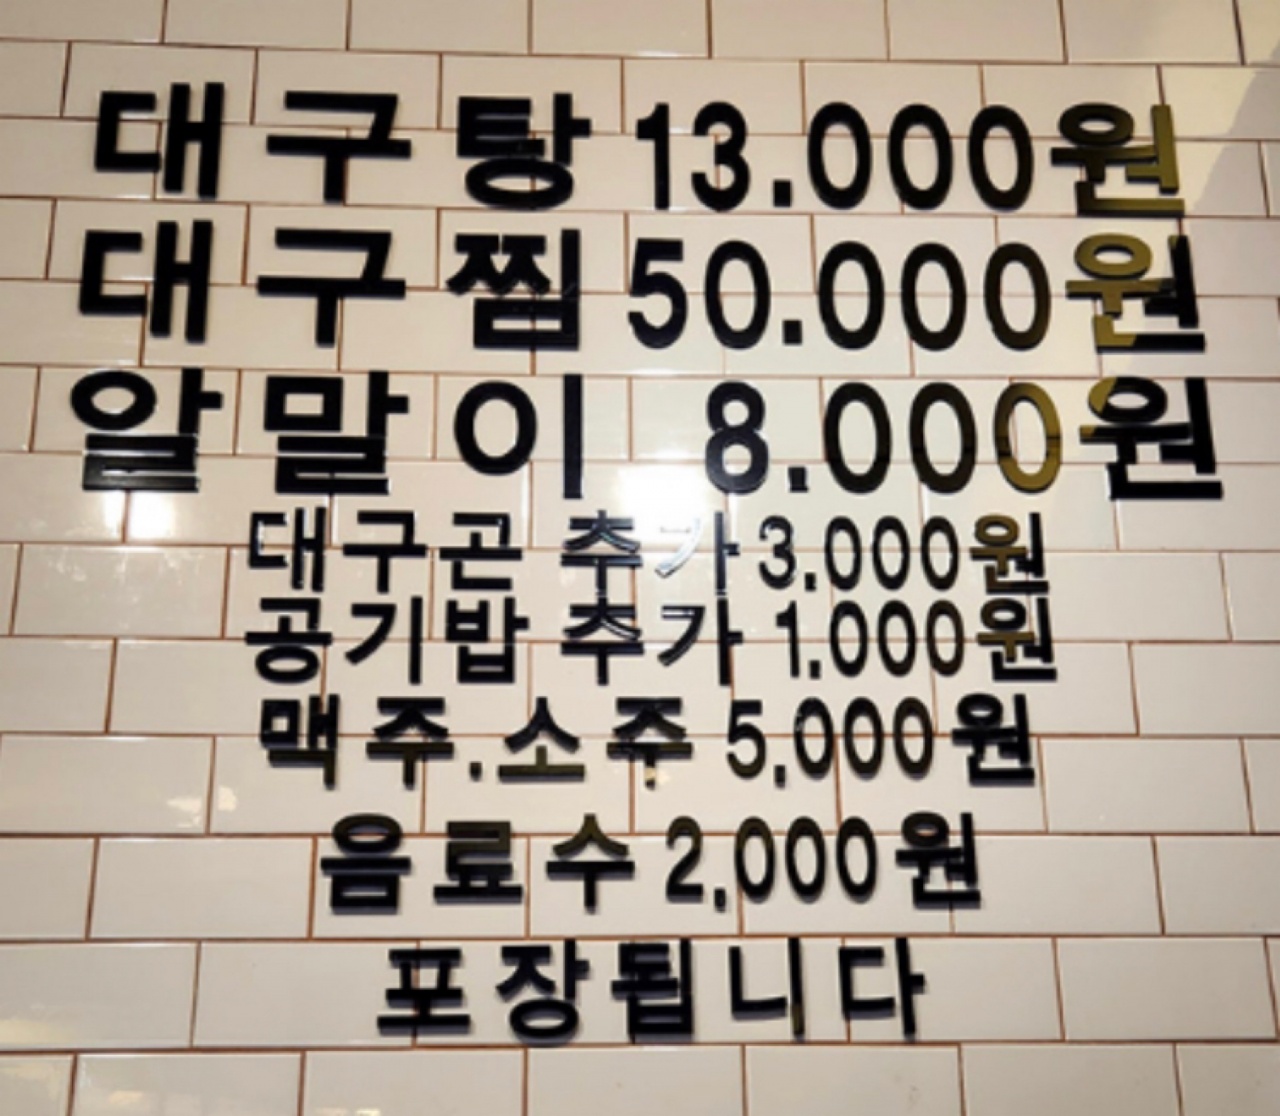 대구탕 13.000원
대구찜 50.000원
알말이 8.000원
대구곤 추가 3.000원
공기밥 추가 1.000원
맥주.소주 5,000원
음료수 2,000원
포장됩니다